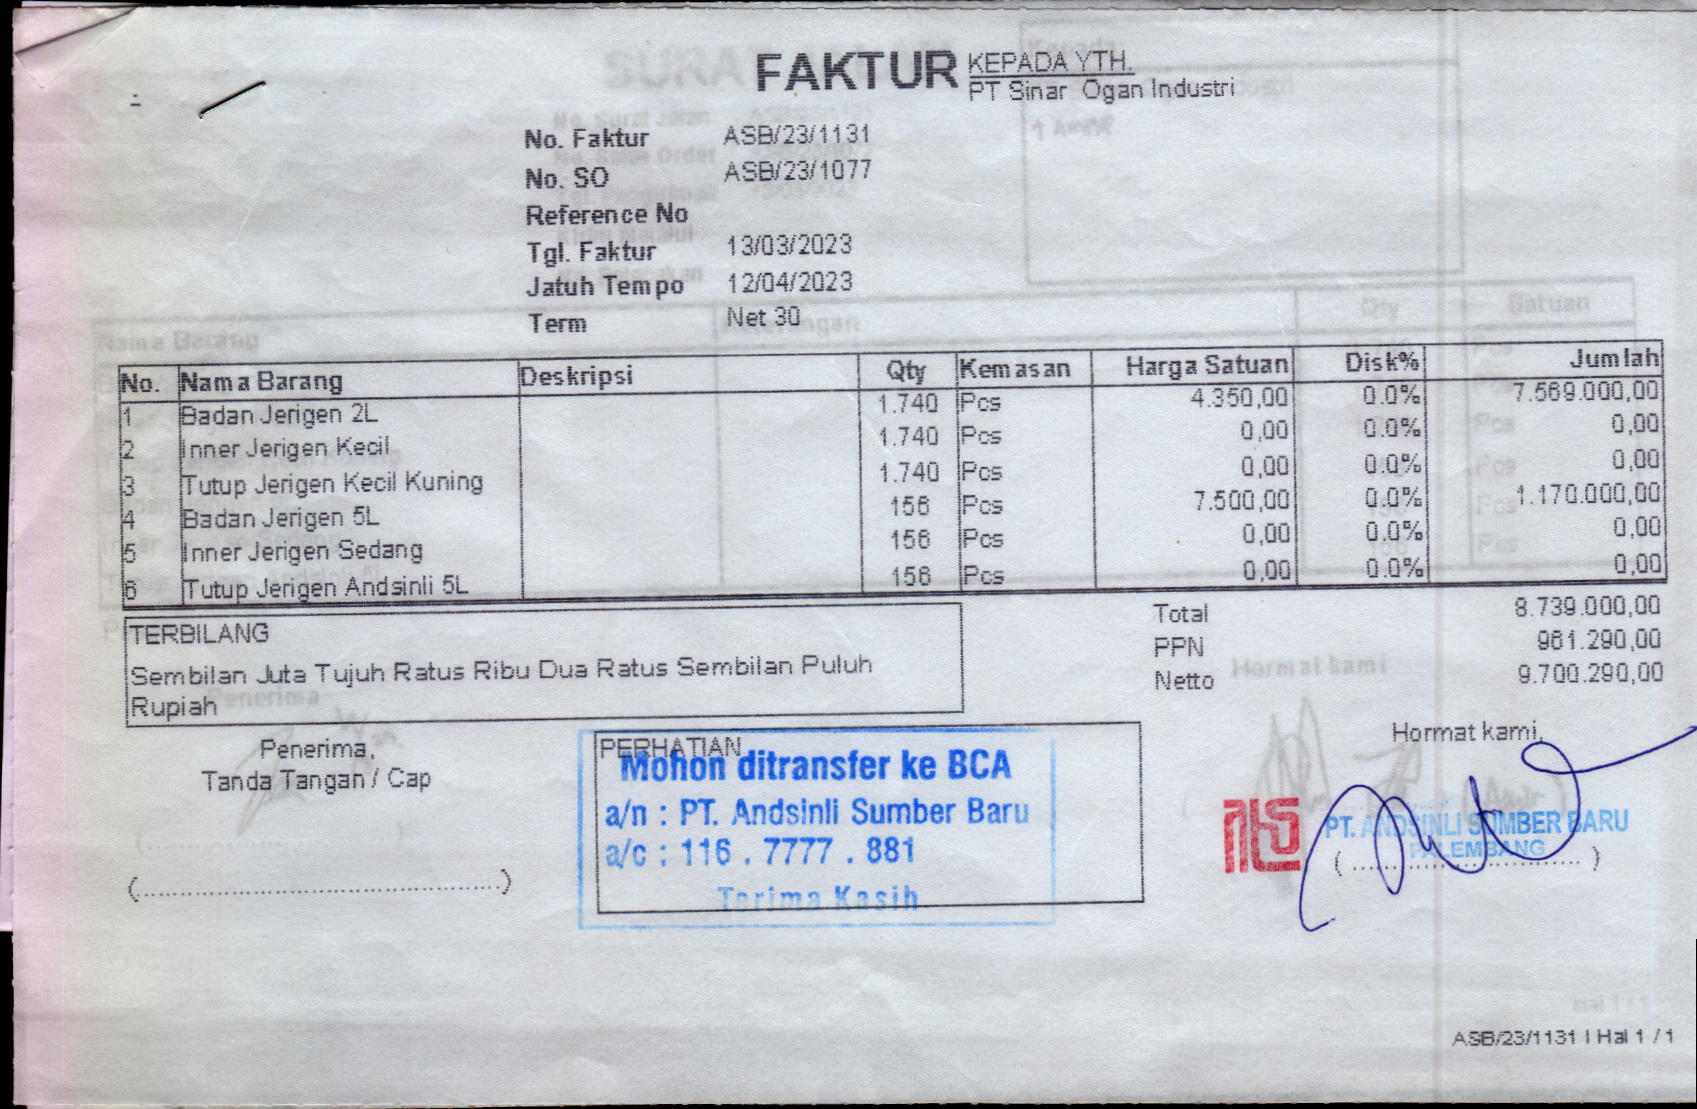 FAKTUR
KEPADA YTH.
PT Sinar Ogan Industri
No. Faktur ASB/23/1131
No. SO ASB/23/1077
Reference No
Tgl. Faktur 13/03/2023
Jatuh Tempo 12/04/2023
Term Net 30
No. Nama Barang Deskripsi Qty Kemasan Harga Satuan Disk% Jumlah
1 Badan Jerigen 2L 1.740 Pcs 4.350,00 0.0% 7.569.000,00
2 Inner Jerigen Kecil 1.740 Pcs 0,00 0.0% 0,00
3 Tutup Jerigen Kecil Kuning 1.740 Pcs 0,00 0.0% 0,00
4 Badan Jerigen 5L 156 Pcs 7.500,00 0.0% 1.170.000,00
5 Inner Jerigen Sedang 156 Pcs 0,00 0.0% 0,00
6 Tutup Jerigen Andsinli 5L 156 Pcs 0,00 0.0% 0,00
Total 8.739.000,00
PPN 961.290,00
Netto 9.700.290,00
TERBILANG
Sembilan Juta Tujuh Ratus Ribu Dua Ratus Sembilan Puluh
Rupiah
Penerima,
Tanda Tangan / Cap
(................................................)
PERHATIAN
Mohon ditransfer ke BCA
a/n : PT. Andsinli Sumber Baru
a/c : 116 . 7777 . 881
Terima Kasih
Hormat kami,
PT. ANDSINLI SUMBER BARU
PALEMBANG
(................................)
ASB/23/1131 I Hal 1 / 1